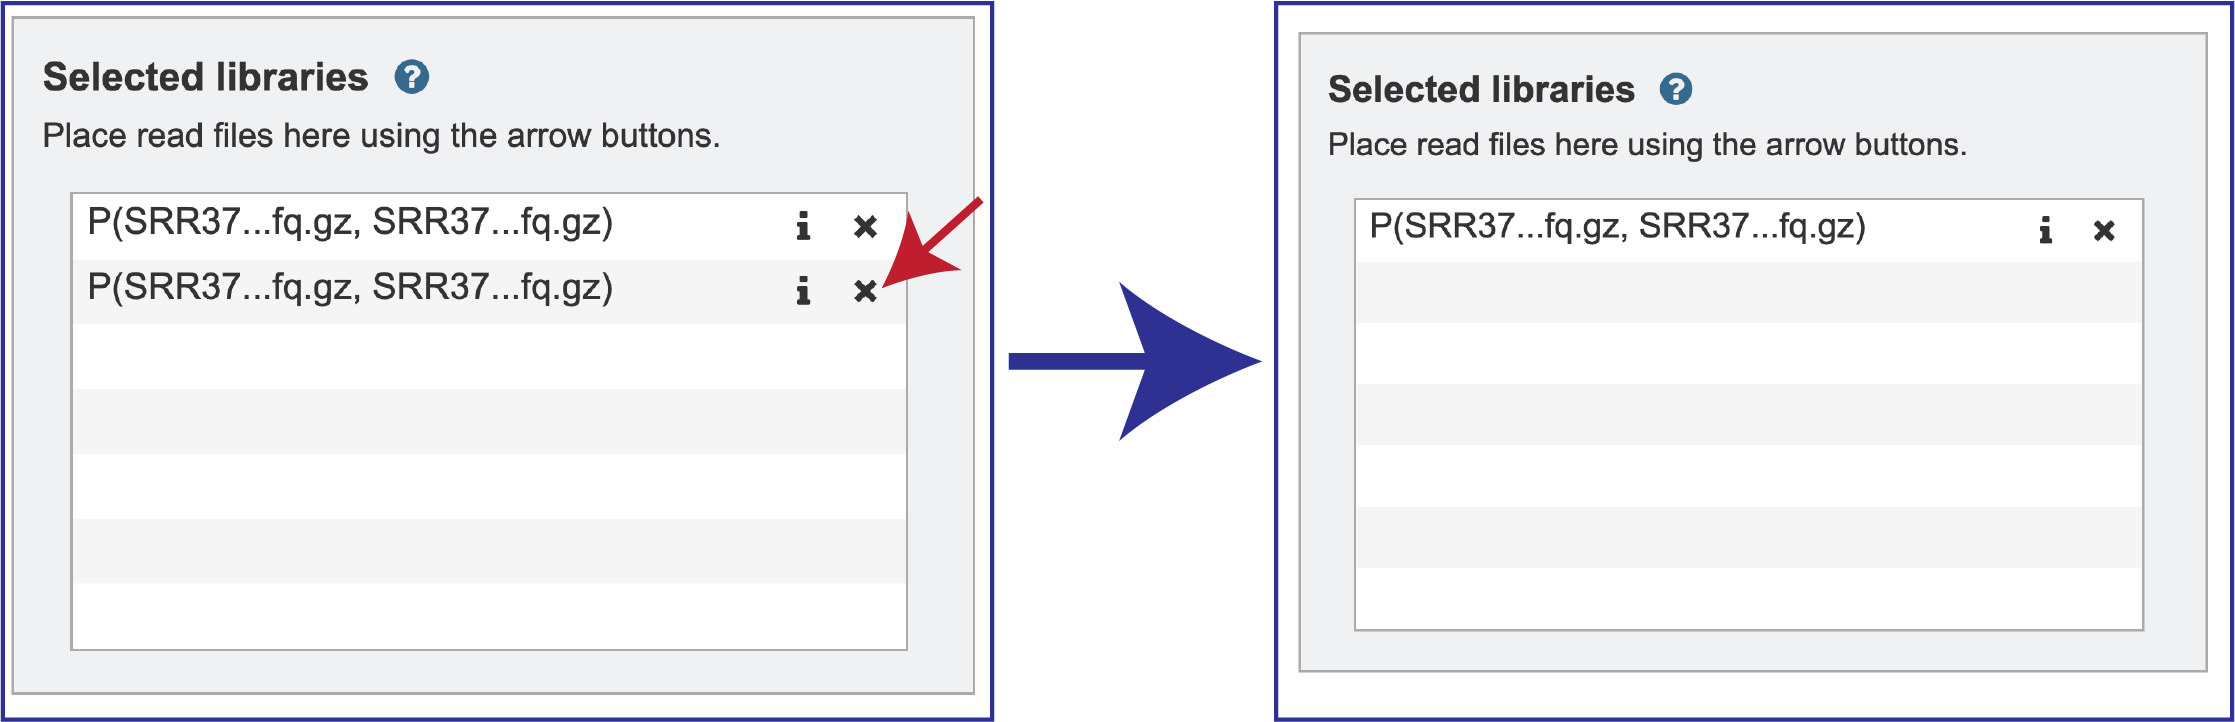 Selected libraries ?
Place read files here using the arrow buttons.
P(SRR37...fq.gz, SRR37...fq.gz) i ×
P(SRR37...fq.gz, SRR37...fq.gz) i ×
Selected libraries ?
Place read files here using the arrow buttons.
P(SRR37...fq.gz, SRR37...fq.gz) i ×